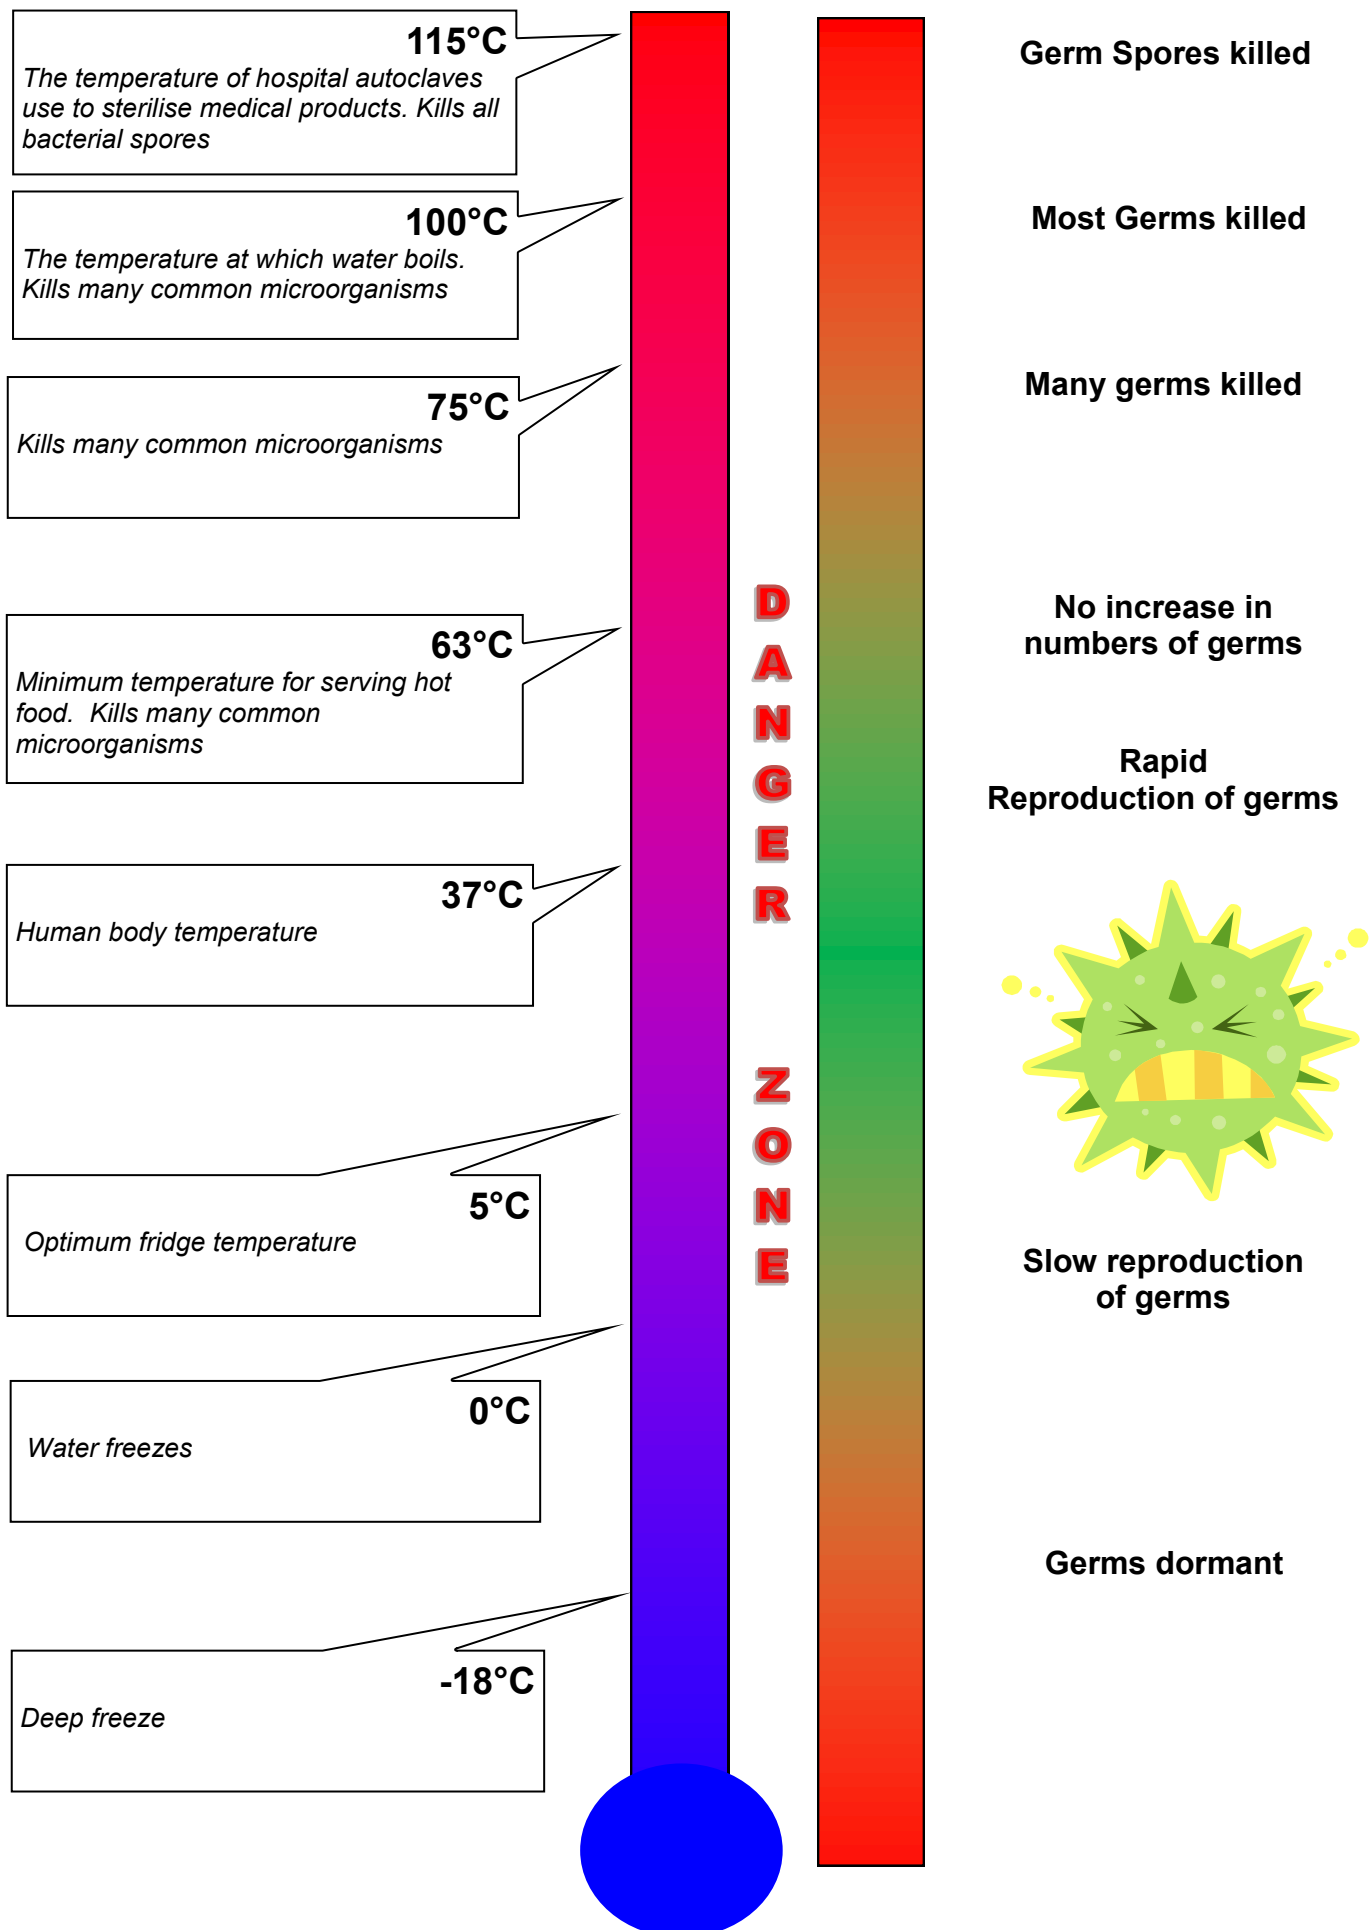 115°C
The temperature of hospital autoclaves
use to sterilise medical products. Kills all
bacterial spores
Germ Spores killed
100°C
The temperature at which water boils.
Kills many common microorganisms
Most Germs killed
75°C
Kills many common microorganisms
Many germs killed
63°C
Minimum temperature for serving hot
food.  Kills many common
microorganisms
No increase in
numbers of germs
Rapid
Reproduction of germs
DANGER ZONE
37°C
Human body temperature
5°C
Optimum fridge temperature
Slow reproduction
of germs
0°C
Water freezes
Germs dormant
-18°C
Deep freeze